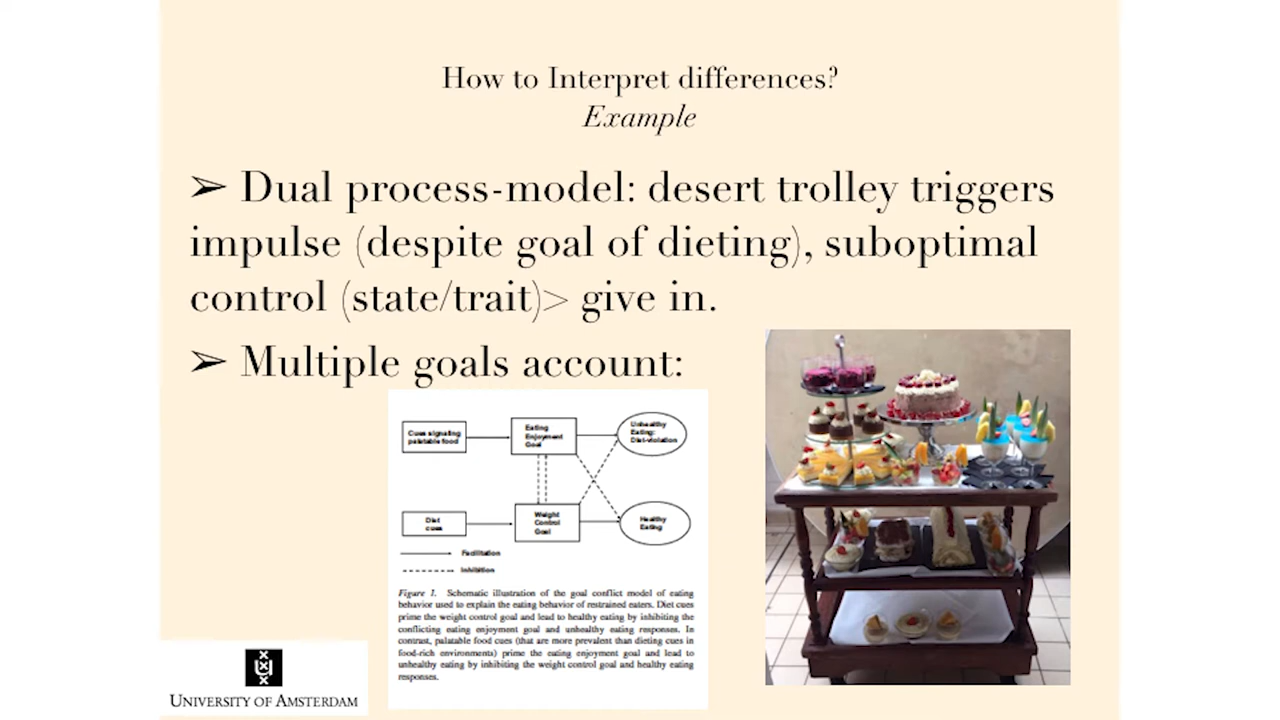 How to Interpret differences?
Example
➢ Dual process-model: desert trolley triggers
impulse (despite goal of dieting), suboptimal
control (state/trait)> give in.
➢ Multiple goals account:
Cues signaling
palatable food
Eating
Enjoyment
Goal
Unhealthy
Eating:
Diet-violation
Diet
cues
Weight
Control
Goal
Healthy
Eating
Facilitation
Inhibition
Figure 1. Schematic illustration of the goal conflict model of eating
behavior used to explain the eating behavior of restrained eaters. Diet cues
prime the weight control goal and lead to healthy eating by inhibiting the
conflicting eating enjoyment goal and unhealthy eating responses. In
contrast, palatable food cues (that are more prevalent than dieting cues in
food-rich environments) prime the eating enjoyment goal and lead to
unhealthy eating by inhibiting the weight control goal and healthy eating
responses.
UNIVERSITY OF AMSTERDAM